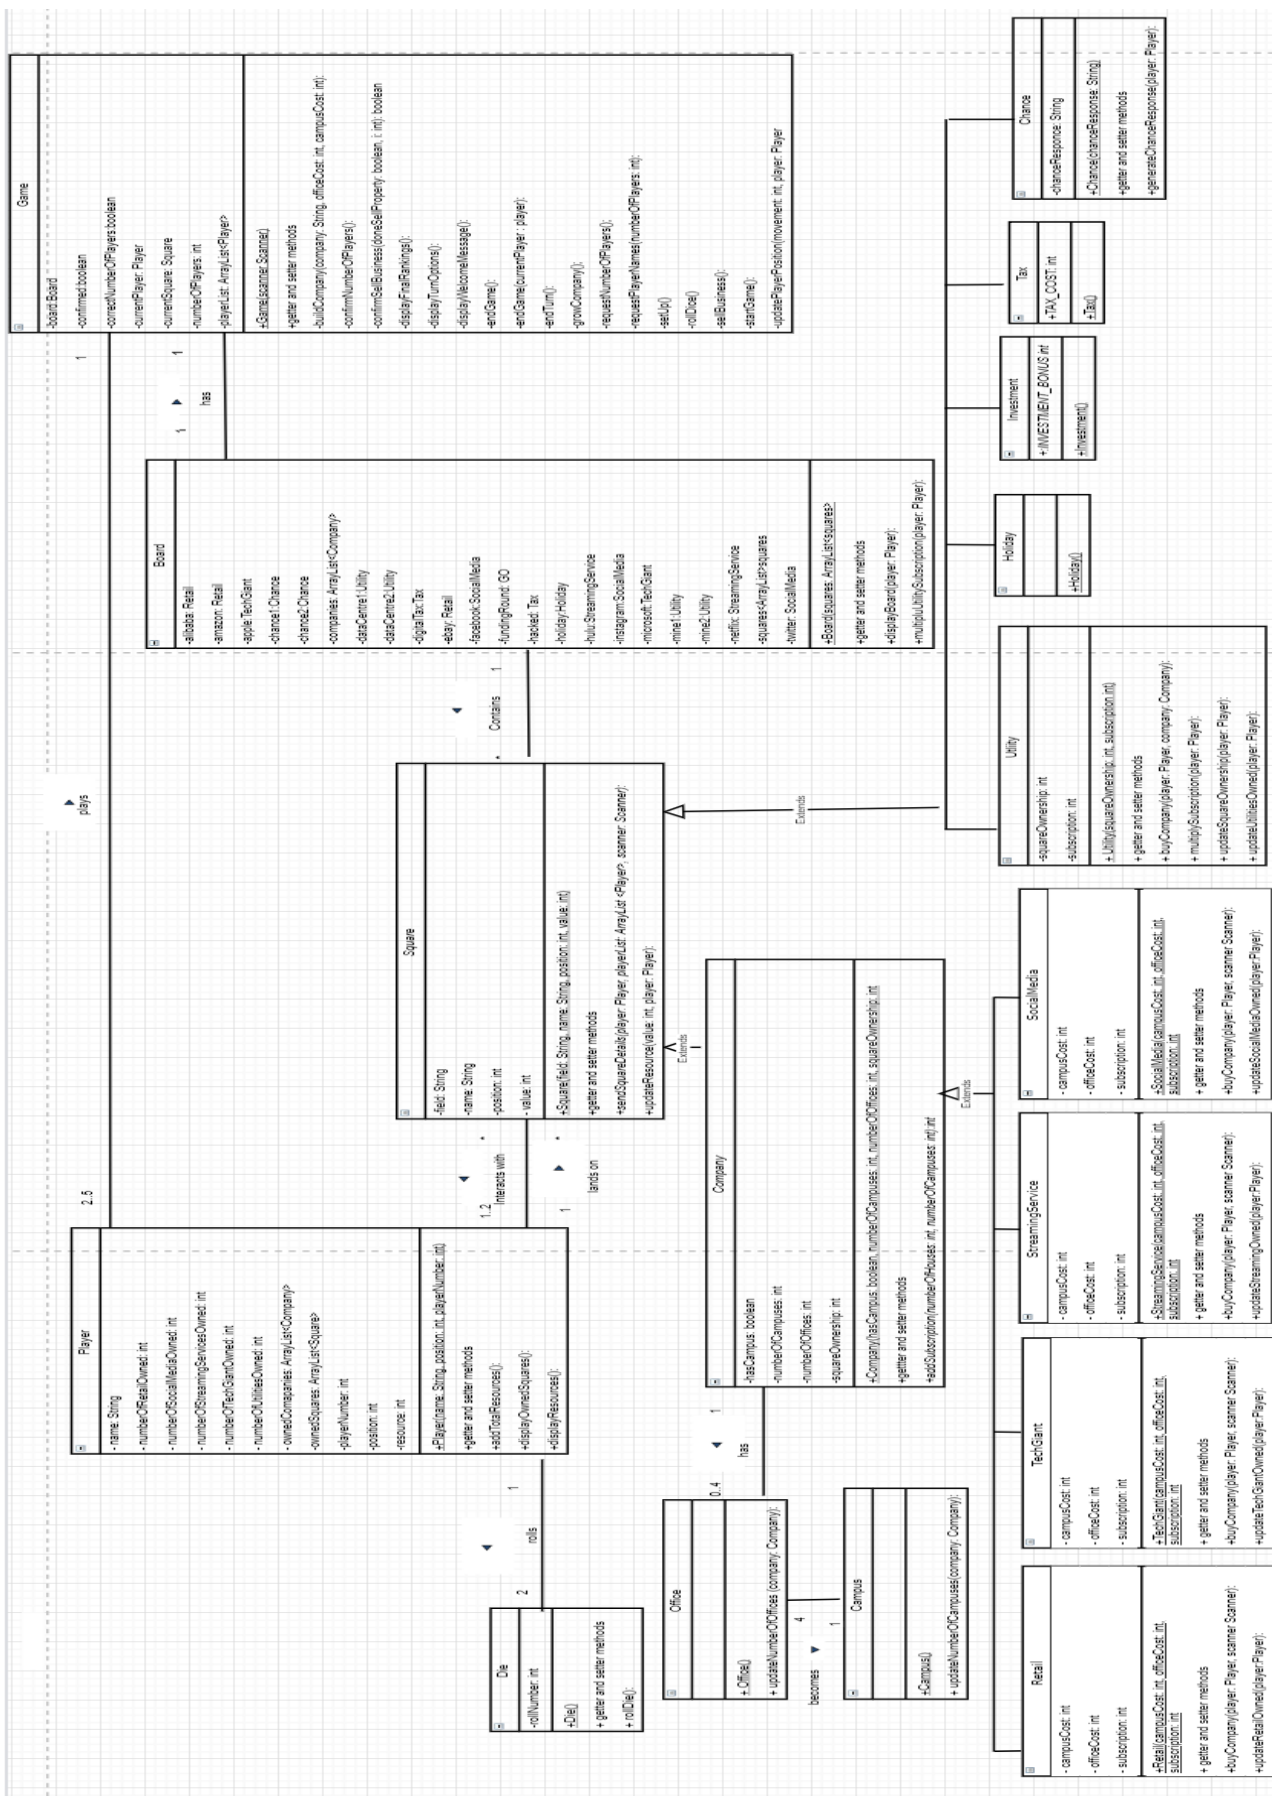 Game
-board:Board
-confirmed:boolean
-correctNumberOfPlayers:boolean
-currentPlayer: Player
-currentSquare: Square
-numberOfPlayers: int
-playerList: ArrayList<Player>
+Game(scanner:Scanner)
+getter and setter methods
-buildCompany(company: String, officeCost: int, campusCost: int):
-confirmNumberOfPlayers():
-confirmSellBusiness(doneSellProperty: boolean, i: int): boolean
-displayFinalRankings():
-displayTurnOptions():
-displayWelcomeMessage():
-endGame():
-endGame(currentPlayer : player):
-endTurn():
-growCompany():
-requestNumberOfPlayers():
-requestPlayerNames(numberOfPlayers: int):
-setUp()
-rollDice()
-sellBusiness():
-startGame():
-updatePlayerPosition(movement: int, player: Player
1
plays
2..5
1
has
1
Board
-alibaba: Retail
-amazon: Retail
-apple:TechGiant
-chance1:Chance
-chance2:Chance
-companies: ArrayList<Company>
-dataCentre1:Utility
-dataCentre2:Utility
-digitalTax:Tax
-ebay: Retail
-facebook:SocialMedia
-fundingRound: GO
-hacked: Tax
-holiday:Holiday
-hulu:StreamingService
-instagram:SocialMedia
-microsoft:TechGiant
-mine1:Utility
-mine2:Utility
-netflix: StreamingService
-squares<ArrayList>squares
-twitter: SocialMedia
+Board(squares: ArrayList<squares>
+getter and setter methods
+displayBoard(player: Player):
+multiplyUtilitySubscription(player: Player):
1
Contains
*
Square
-field: String
-name: String
-position: int
- value: int
+Square(field: String, name: String, position: int, value: int)
+getter and setter methods
+sendSquareDetails(player: Player, playerList: ArrayList <Player>, scanner: Scanner):
+updateResource(value: int, player: Player):
*
Interacts with
1..2
*
lands on
1
Player
- name: String
- numberOfRetailOwned: int
- numberOfSocialMediaOwned: int
- numberOfStreamingServicesOwned: int
- numberOfTechGiantOwned: int
- numberOfUtilitiesOwned: int
- ownedComapanies: ArrayList<Company>
-ownedSquares: ArrayList<Square>
-playerNumber: int
-position: int
-resource: int
+Player(name: String, position: int, playerNumber: int)
+getter and setter methods
+addTotalResources():
+displayOwnedSquares():
+displayResources():
1
rolls
2
Die
-rollNumber: int
+Die()
+ getter and setter methods
+ rollDie():
Extends
Extends
Company
-hasCampus: boolean
-numberOfCampuses: int
-numberOfOffices: int
-squareOwnership: int
+Company(hasCampus: boolean, numberOfCampuses: int, numberOfOffices: int, squareOwnership: int
+getter and setter methods
+addSubscription(numberOfHouses: int, numberOfCampuses: int):int
1
has
0..4
Office
+ Office()
+ updateNumberOfOffices (company: Company):
4
becomes
1
Campus
+Campus()
+ updateNumberOfCampuses(company: Company):
Extends
Chance
-chanceResponse: String
+Chance(chanceResponse: String)
+getter and setter methods
+generateChanceResponse(player: Player):
Tax
+TAX_COST: int
+Tax()
Investment
+:INVESTMENT_BONUS int
+Investment()
Holiday
+Holiday()
Utility
-squareOwnership: int
-subscription: int
+ Utility(squareOwnership: int, subscription:int)
+ getter and setter methods
+ buyCompany(player: Player, company: Company):
+ multiplySubscription(player: Player):
+ updateSquareOwnership(player: Player):
+ updateUtilitiesOwned(player: Player):
SocialMedia
- campusCost: int
- officeCost: int
- subscription: int
+SocialMedia(campusCost: int, officeCost: int,
subscription: int
+ getter and setter methods
+buyCompany(player: Player, scanner Scanner):
+updateSocialMediaOwned(player:Player):
StreamingService
- campusCost: int
- officeCost: int
- subscription: int
+StreamingService(campusCost: int, officeCost: int,
subscription: int
+ getter and setter methods
+buyCompany(player: Player, scanner Scanner):
+updateStreamingOwned(player:Player):
TechGiant
- campusCost: int
- officeCost: int
- subscription: int
+TechGiant(campusCost: int, officeCost: int,
subscription: int
+ getter and setter methods
+buyCompany(player: Player, scanner Scanner):
+updateTechGiantOwned(player:Player):
Retail
- campusCost: int
- officeCost: int
- subscription: int
+Retail(campusCost: int, officeCost: int,
subscription: int
+ getter and setter methods
+buyCompany(player: Player, scanner Scanner):
+updateRetailOwned(player:Player):